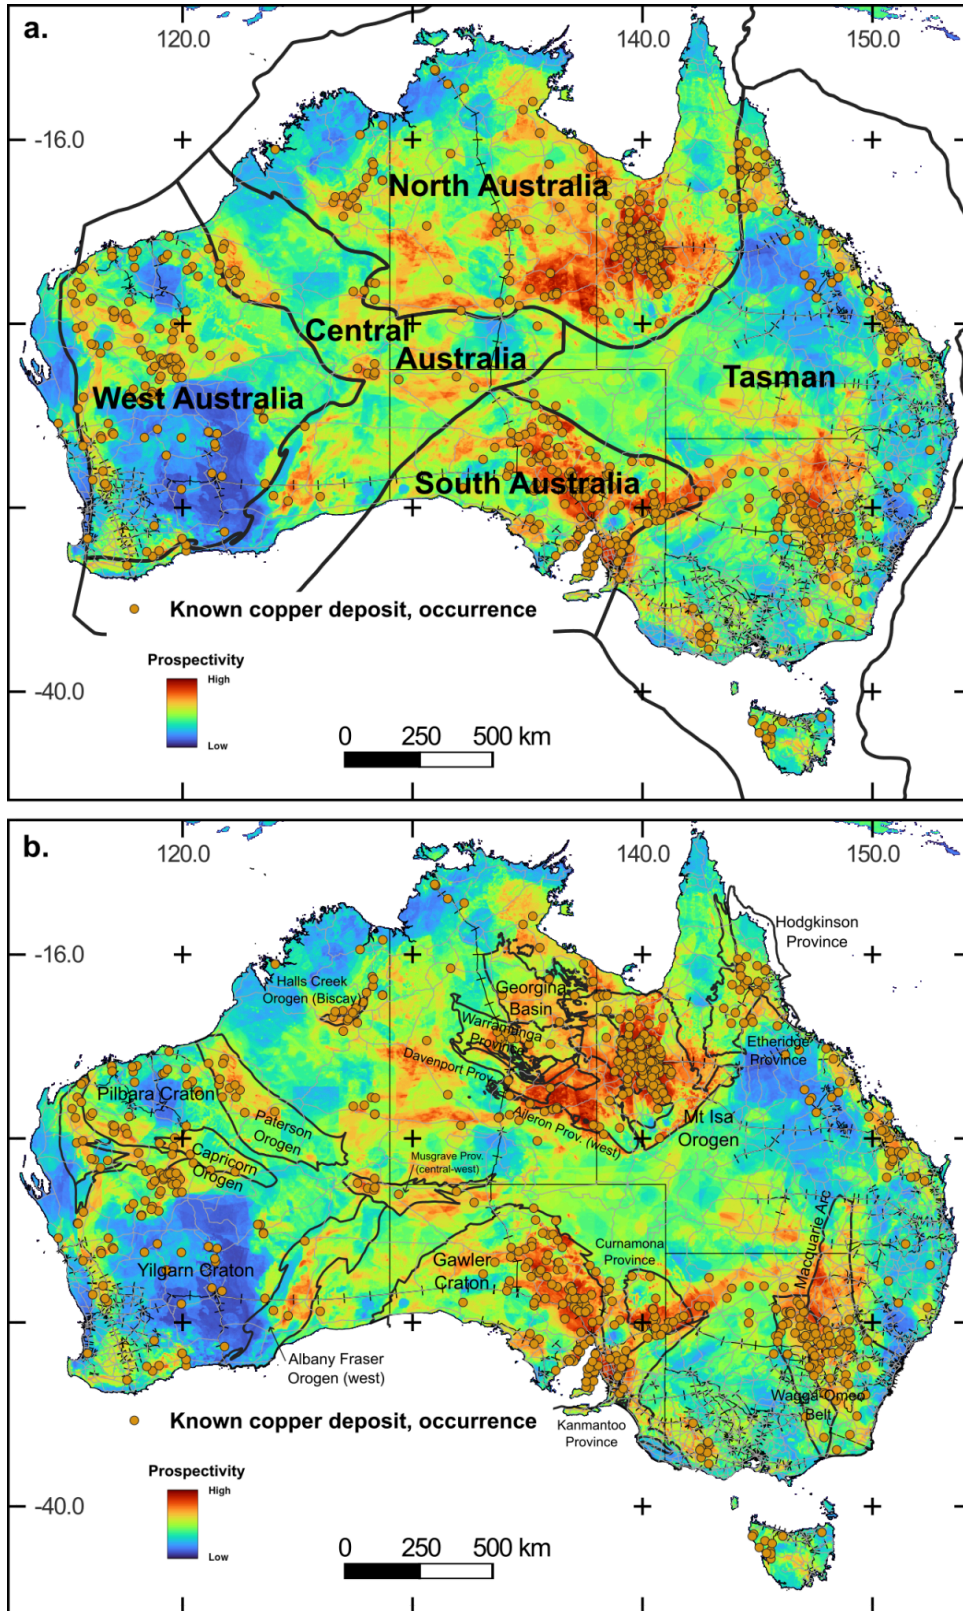 a.
120.0
140.0
150.0
-16.0
North Australia
Central
Australia
West Australia
Tasman
South Australia
Known copper deposit, occurrence
Prospectivity
High
Low
-40.0
0 250 500 km
b.
120.0
140.0
150.0
Hodgkinson
Province
-16.0
Halls Creek
Orogen (Biscay)
Georgina
Basin
Warramunga
Province
Davenport Prov.
Etheridge
Province
Pilbara Craton
Paterson
Orogen
Aileron Prov. (west)
Mt Isa
Orogen
Capricorn
Orogen
Musgrave Prov.
(central-west)
Macquarie Arc
Yilgarn Craton
Gawler
Craton
Curnamona
Province
Albany Fraser
Orogen (west)
Wagga-Omeo
Belt
Kanmantoo
Province
Known copper deposit, occurrence
Prospectivity
High
Low
-40.0
0 250 500 km